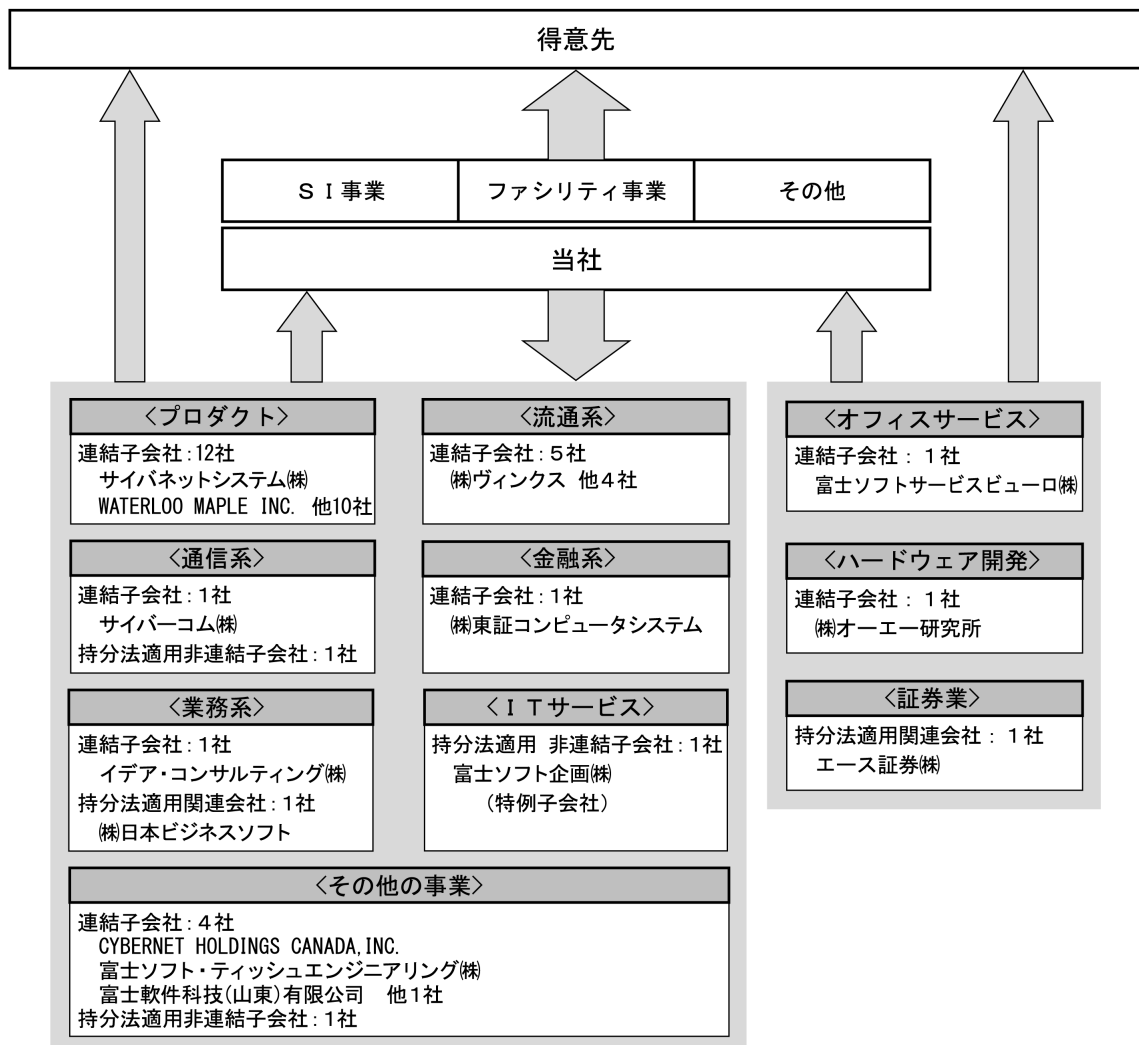 得意先
ＳＩ事業
ファシリティ事業
その他
当社
＜プロダクト＞
連結子会社：12社
サイバネットシステム㈱
WATERLOO MAPLE INC. 他10社
＜流通系＞
連結子会社：５社
㈱ヴィンクス 他４社
＜オフィスサービス＞
連結子会社：１社
富士ソフトサービスビューロ㈱
＜通信系＞
連結子会社：１社
サイバーコム㈱
持分法適用非連結子会社：１社
＜金融系＞
連結子会社：１社
㈱東証コンピュータシステム
＜ハードウェア開発＞
連結子会社：１社
㈱オーエー研究所
＜業務系＞
連結子会社：１社
イデア・コンサルティング㈱
持分法適用関連会社：１社
㈱日本ビジネスソフト
＜ＩＴサービス＞
持分法適用 非連結子会社：１社
富士ソフト企画㈱
（特例子会社）
＜証券業＞
持分法適用関連会社：１社
エース証券㈱
＜その他の事業＞
連結子会社：４社
CYBERNET HOLDINGS CANADA,INC.
富士ソフト・ティッシュエンジニアリング㈱
富士軟件科技(山東)有限公司 他１社
持分法適用非連結子会社：１社